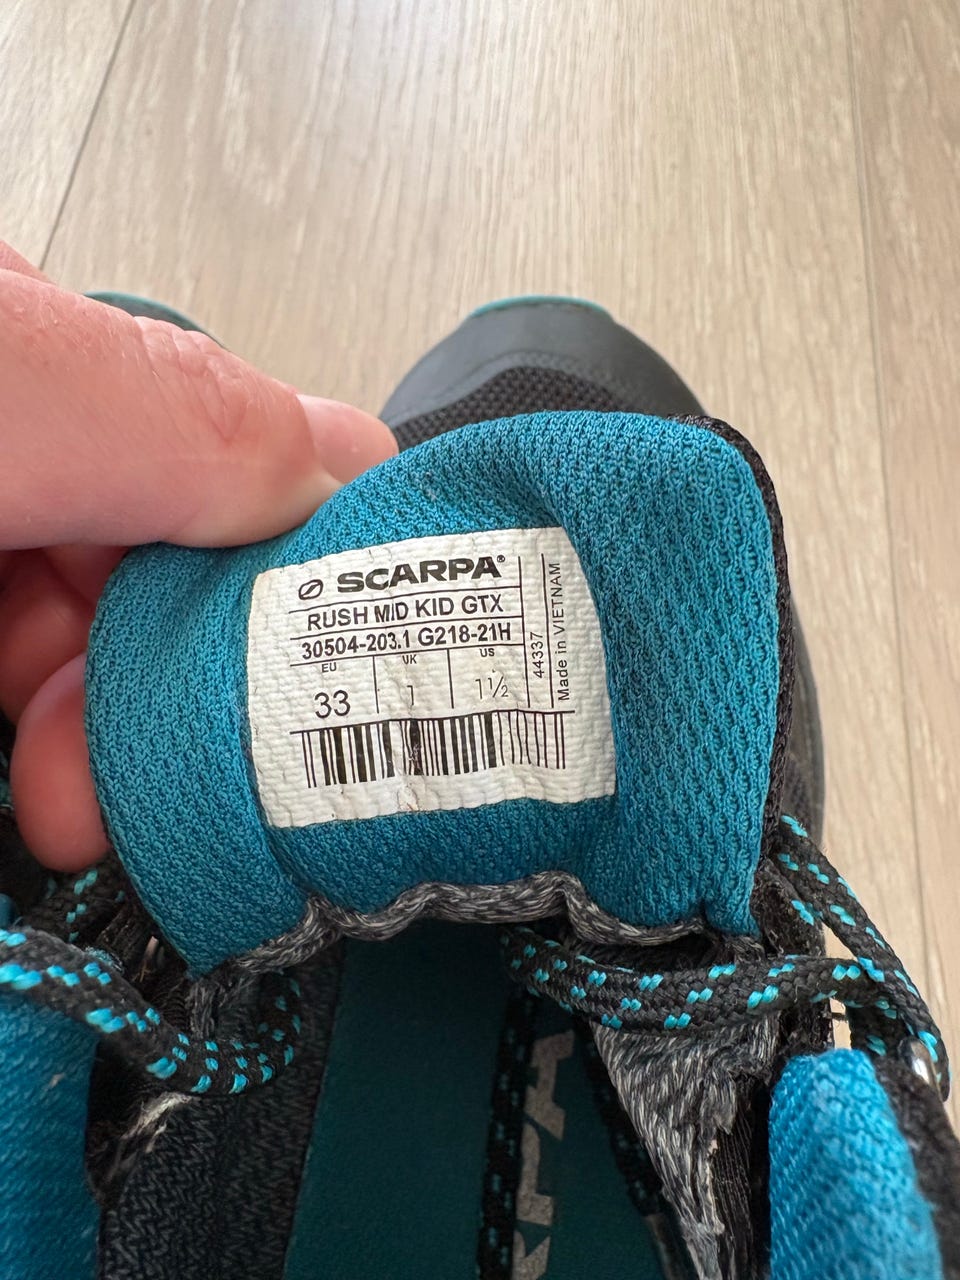 SCARPA®
RUSH MID KID GTX
30504-203.1 G218-21H
EU UK US
33 1 1½
44337
Made in VIETNAM
RPA